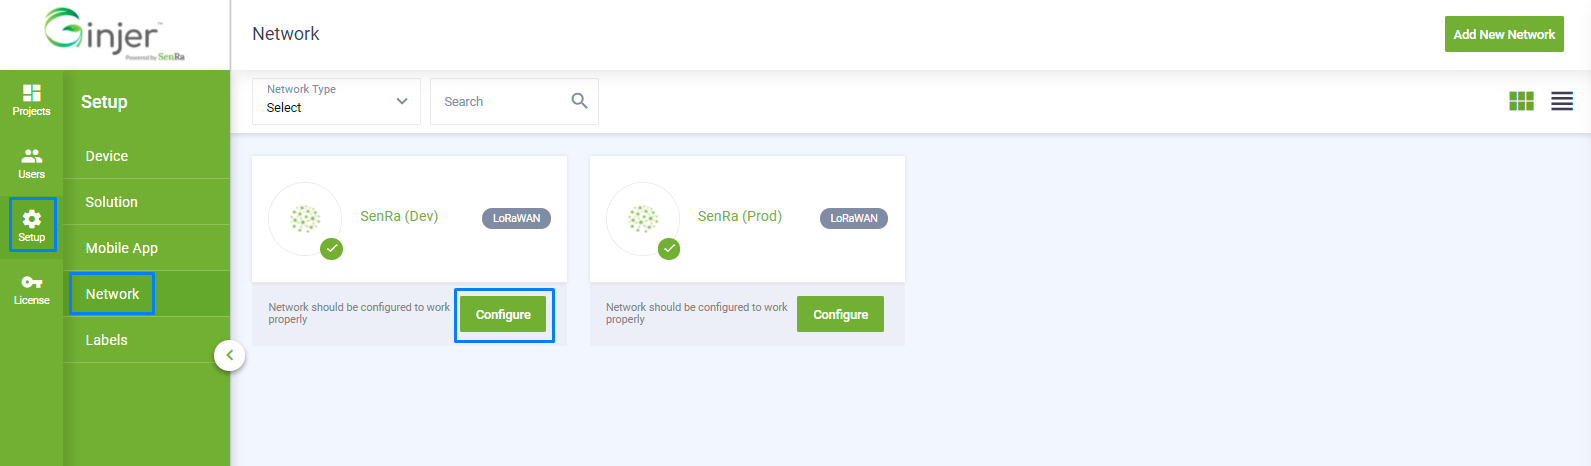 Ginjer™
Powered by SenRa
Network
Add New Network
Projects
Users
Setup
License
Setup
Device
Solution
Mobile App
Network
Labels
Network Type
Select
Search
SenRa (Dev)
LoRaWAN
Network should be configured to work
properly
Configure
SenRa (Prod)
LoRaWAN
Network should be configured to work
properly
Configure